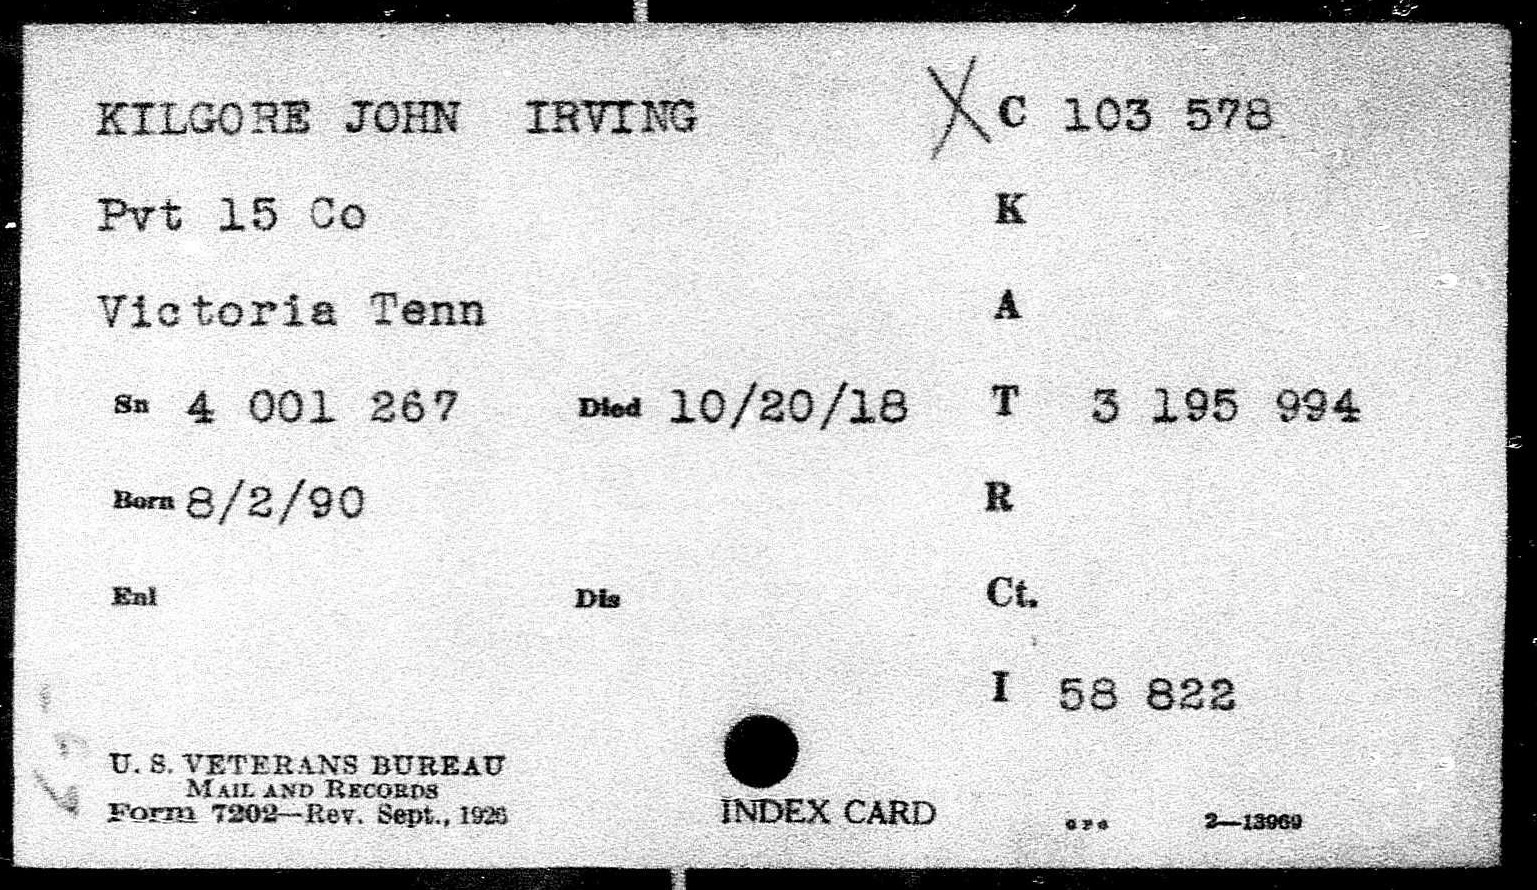 KILGORE JOHN IRVING X C 103 578
Pvt 15 Co K
Victoria Tenn A
Sn 4 001 267 Died 10/20/18 T 3 195 994
Born 8/2/90 R
Enl Dis Ct.
I 58 822
U. S. VETERANS BUREAU
MAIL AND RECORDS
Form 7202—Rev. Sept., 1926
INDEX CARD
GPO 2—13969